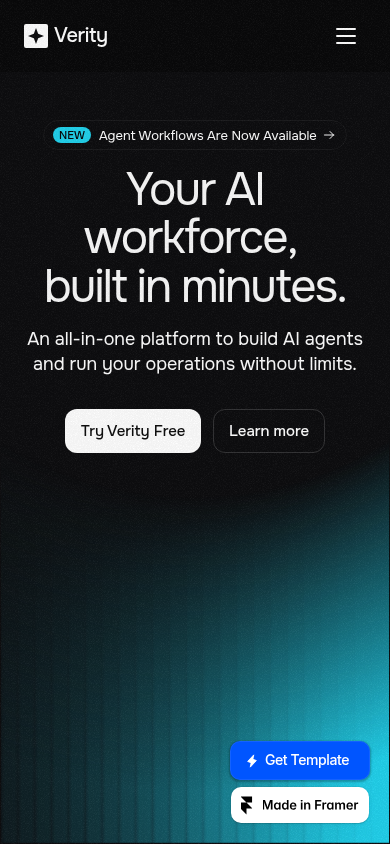 Verity
NEW Agent Workflows Are Now Available →
Your AI
workforce,
built in minutes.
An all-in-one platform to build AI agents
and run your operations without limits.
Try Verity Free
Learn more
Get Template
Made in Framer